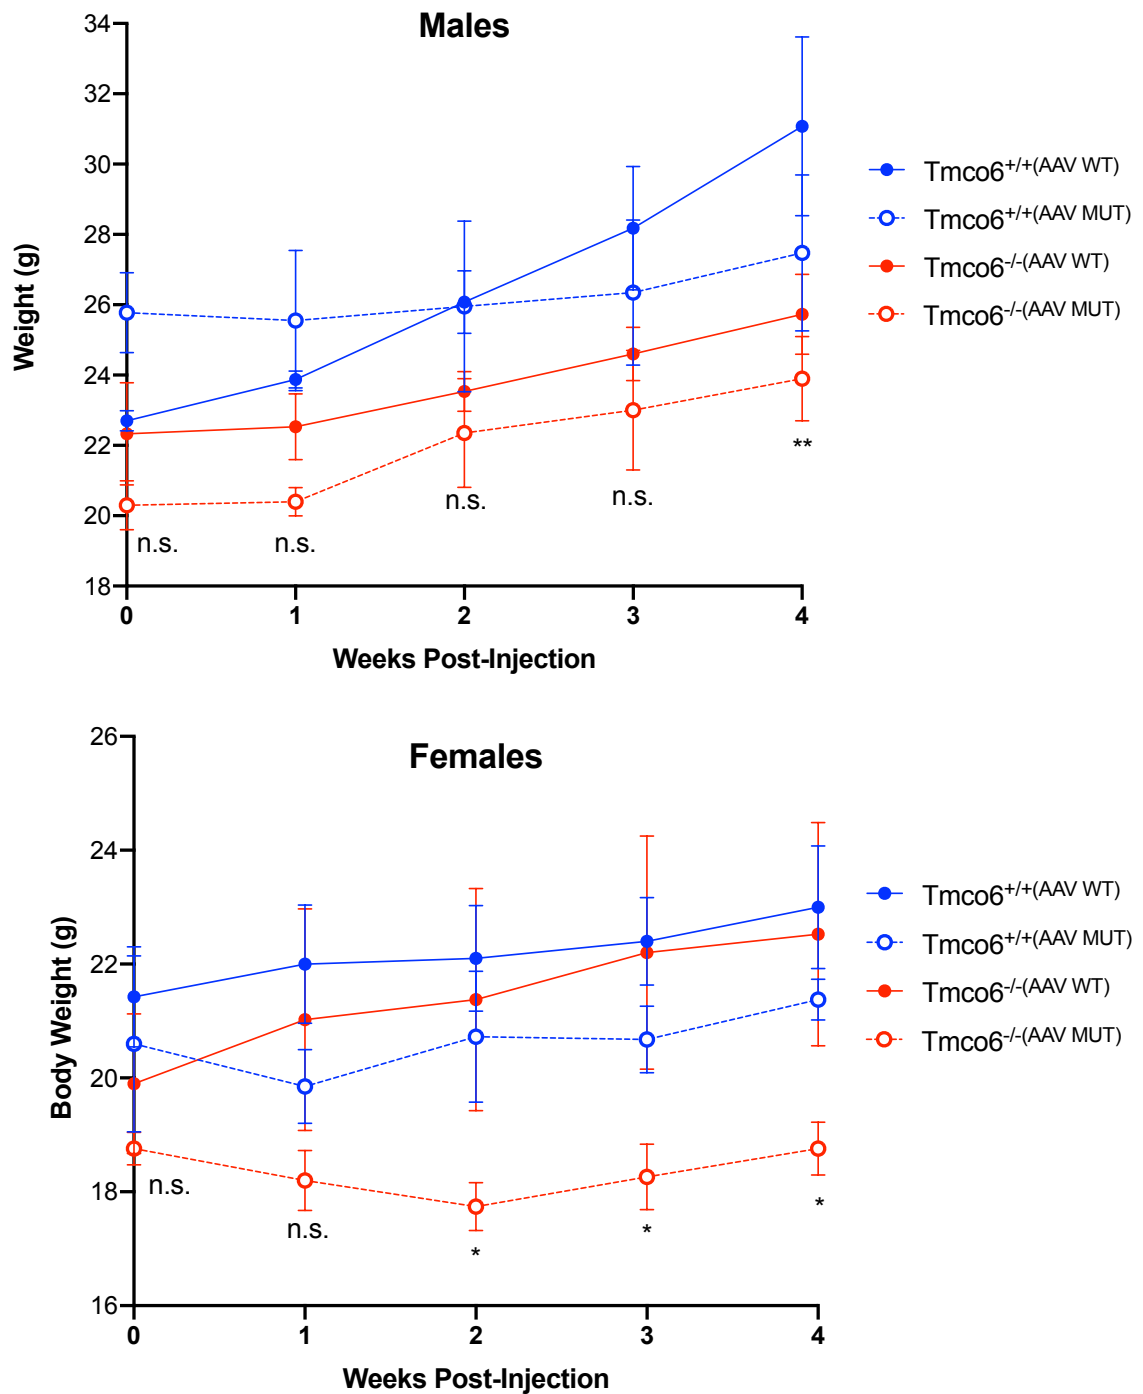 Males
34
32
30
28
26
24
22
20
18
Weight (g)
n.s.
n.s.
n.s.
n.s.
**
0 1 2 3 4
Weeks Post-Injection
Tmco6+/+(AAV WT)
Tmco6+/+(AAV MUT)
Tmco6-/-(AAV WT)
Tmco6-/-(AAV MUT)
Females
26
24
22
20
18
16
Body Weight (g)
n.s.
n.s.
*
*
*
0 1 2 3 4
Weeks Post-Injection
Tmco6+/+(AAV WT)
Tmco6+/+(AAV MUT)
Tmco6-/-(AAV WT)
Tmco6-/-(AAV MUT)